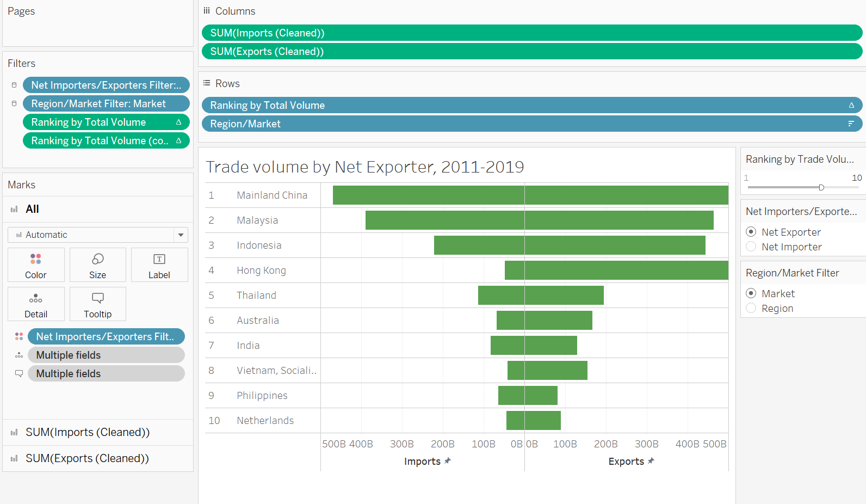 Pages
Filters
Net Importers/Exporters Filter:..
Region/Market Filter: Market
Ranking by Total Volume
Ranking by Total Volume (co..
Marks
All
Automatic
Color
Size
Label
Detail
Tooltip
Net Importers/Exporters Filt..
Multiple fields
Multiple fields
SUM(Imports (Cleaned))
SUM(Exports (Cleaned))
Columns
SUM(Imports (Cleaned))
SUM(Exports (Cleaned))
Rows
Ranking by Total Volume
Region/Market
Trade volume by Net Exporter, 2011-2019
1 Mainland China
2 Malaysia
3 Indonesia
4 Hong Kong
5 Thailand
6 Australia
7 India
8 Vietnam, Sociali..
9 Philippines
10 Netherlands
500B 400B 300B 200B 100B 0B 0B 100B 200B 300B 400B 500B
Imports Exports
Ranking by Trade Volu...
1 10
Net Importers/Exporte...
Net Exporter
Net Importer
Region/Market Filter
Market
Region